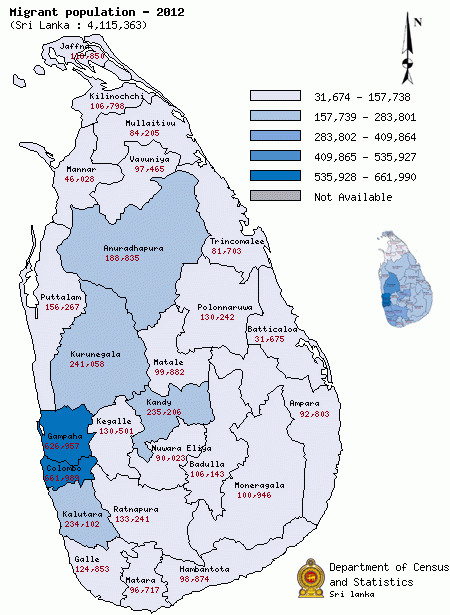 Migrant population - 2012
(Sri Lanka : 4,115,363)
Jaffna
Kilinochchi
106,798
Mullaitivu
84,205
Vavuniya
97,465
Mannar
46,028
31,674 - 157,738
157,739 - 283,801
283,802 - 409,864
409,865 - 535,927
535,928 - 661,990
Not Available
Anuradhapura
188,835
Trincomalee
81,703
Puttalam
156,267
Polonnaruwa
130,242
Batticaloa
31,675
Kurunegala
241,058
Matale
99,882
Kandy
235,206
Ampara
92,803
Kegalle
130,501
Gampaha
626,957
Nuwara Eliya
90,023
Badulla
106,143
Colombo
Moneragala
100,946
Kalutara
234,102
Ratnapura
133,241
Galle
124,853
Matara
96,717
Hambantota
98,874
Department of Census
and Statistics
Sri lanka